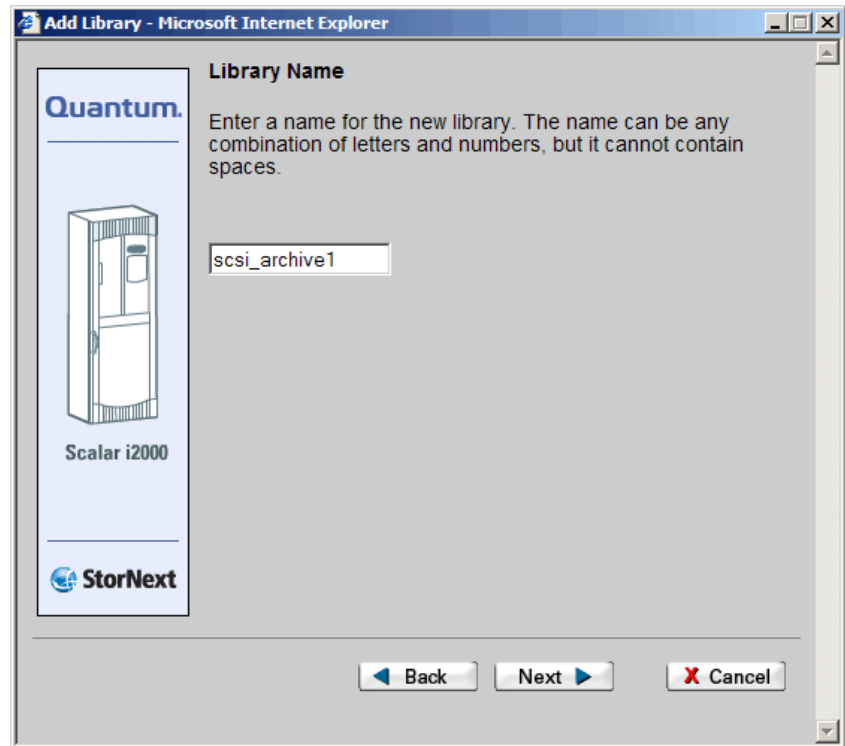 Add Library - Microsoft Internet Explorer
Quantum.
Library Name
Enter a name for the new library. The name can be any
combination of letters and numbers, but it cannot contain
spaces.
scsi_archive1
Scalar i2000
StorNext
Back
Next
X Cancel